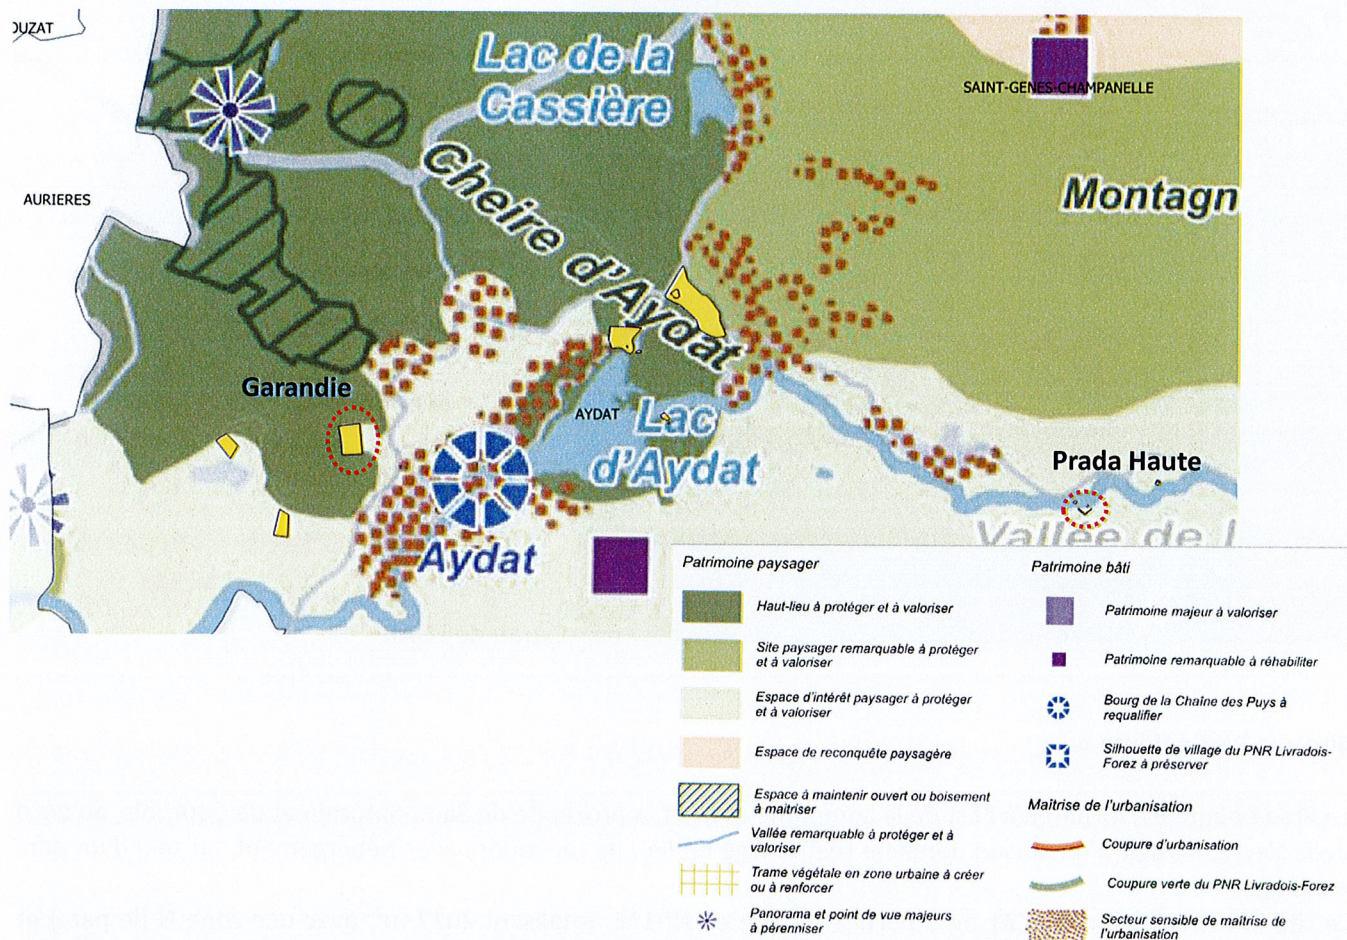 OUZAT
Lac de la
Cassière
SAINT-GENES-CHAMPANELLE
AURIERES
Cheire d'Aydat
Montagn
Garandie
AYDAT
Lac
d'Aydat
Prada Haute
Aydat
Vallée de l
Patrimoine paysager
Haut-lieu à protéger et à valoriser
Site paysager remarquable à protéger
et à valoriser
Espace d'intérêt paysager à protéger
et à valoriser
Espace de reconquête paysagère
Espace à maintenir ouvert ou boisement
à maitriser
Vallée remarquable à protéger et à
valoriser
Trame végétale en zone urbaine à créer
ou à renforcer
Panorama et point de vue majeurs
à pérenniser
Patrimoine bâti
Patrimoine majeur à valoriser
Patrimoine remarquable à réhabiliter
Bourg de la Chaîne des Puys à
requalifier
Silhouette de village du PNR Livradois-
Forez à préserver
Maîtrise de l'urbanisation
Coupure d'urbanisation
Coupure verte du PNR Livradois-Forez
Secteur sensible de maîtrise de
l'urbanisation